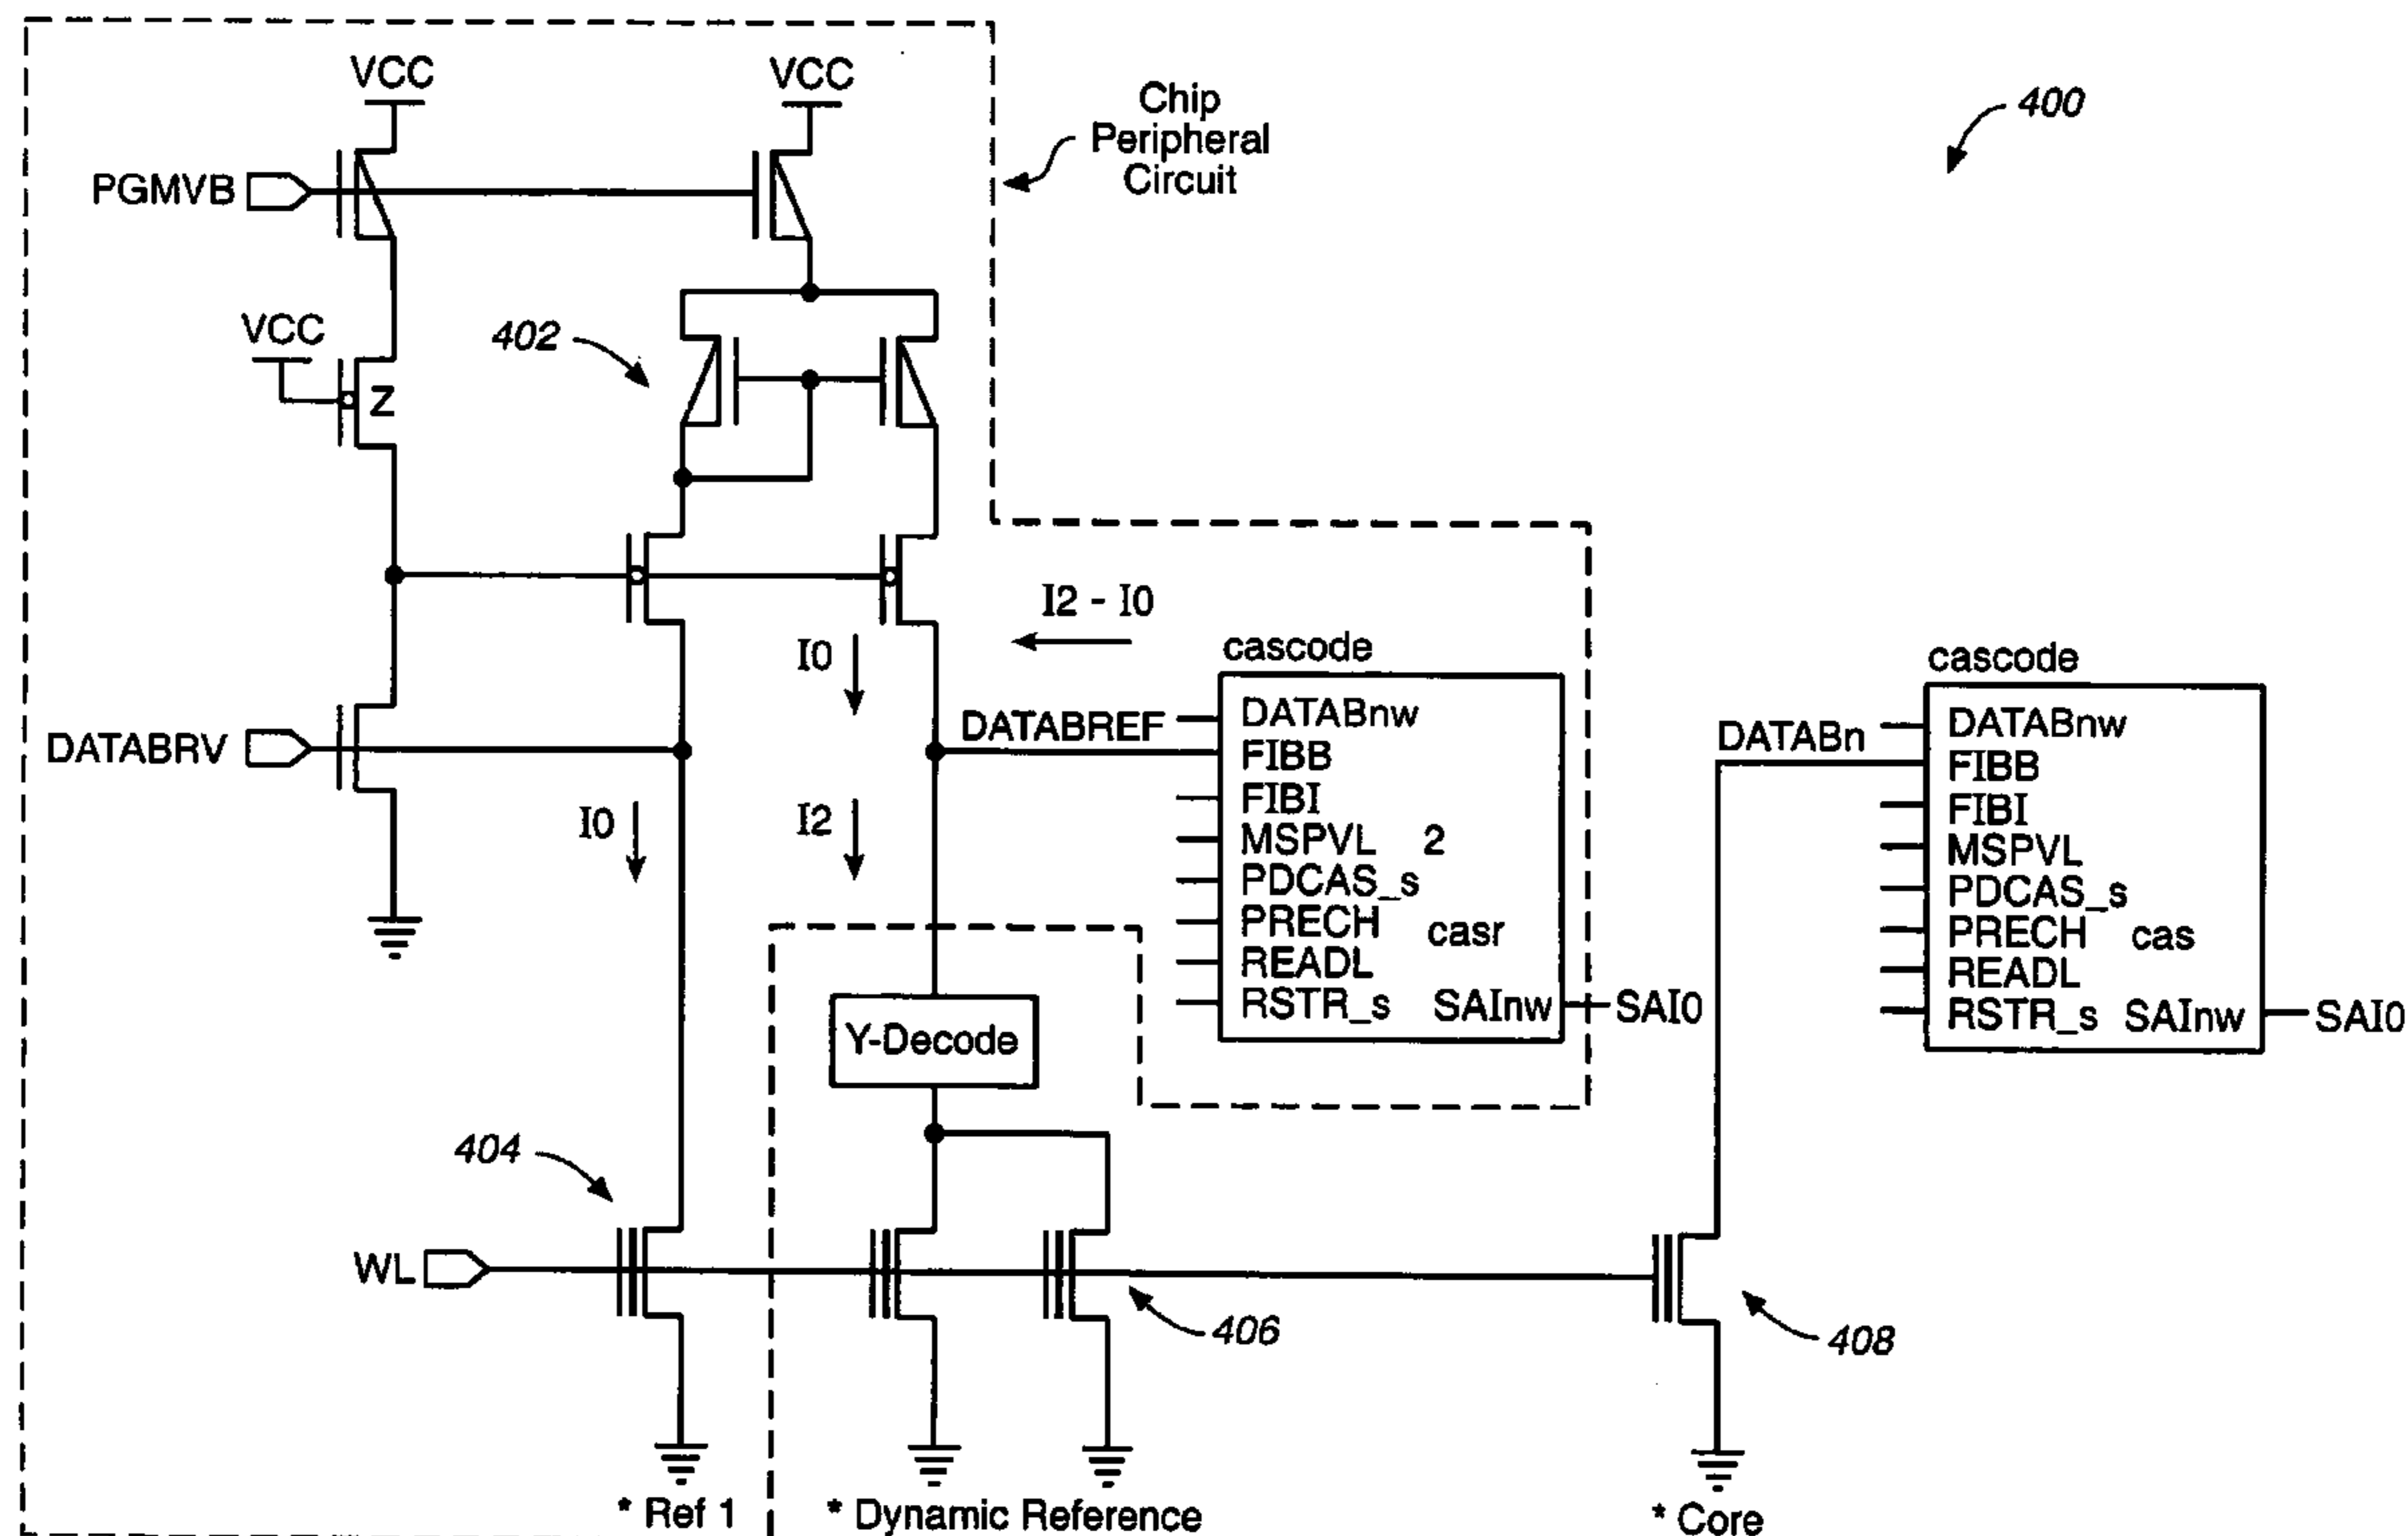 VCC
VCC
Chip
Peripheral
Circuit
400
PGMVB
VCC
402
Z
I2 - I0
I0
cascode
cascode
DATABRV
DATABREF
DATABnw
FIBB
FIBI
MSPVL 2
PDCAS_s
PRECH casr
READL
RSTR_s SAInw
SAI0
DATABn
DATABnw
FIBB
FIBI
MSPVL
PDCAS_s
PRECH cas
READL
RSTR_s SAInw
SAI0
I0
I2
Y-Decode
404
WL
406
408
* Ref 1
* Dynamic Reference
* Core